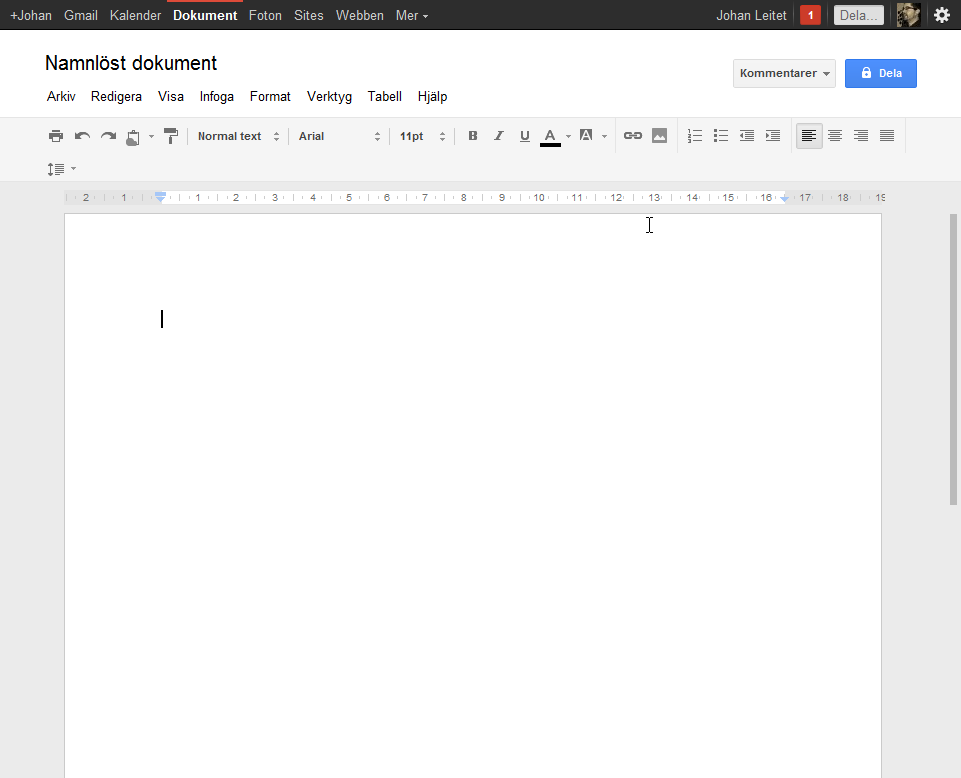 +Johan Gmail Kalender Dokument Foton Sites Webben Mer Johan Leitet 1 Dela...
Namnlöst dokument
Kommentarer Dela
Arkiv Redigera Visa Infoga Format Verktyg Tabell Hjälp
Normal text Arial 11pt B I U A A
2 1 1 2 3 4 5 6 7 8 9 10 11 12 13 14 15 16 17 18 19